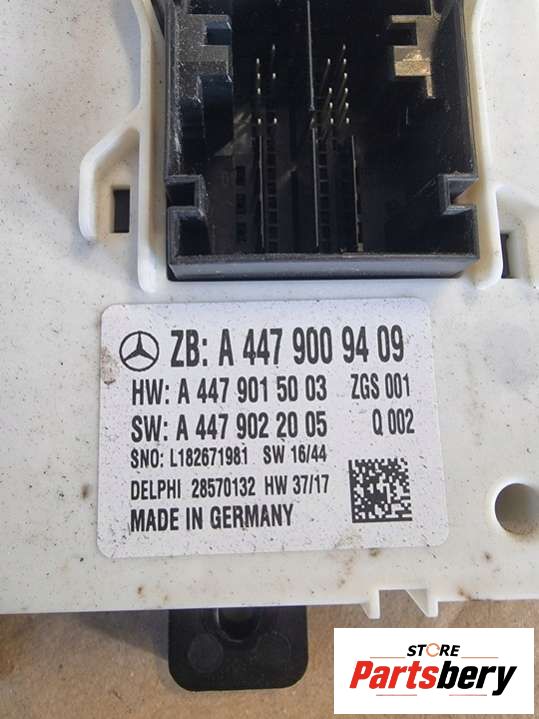 ZB: A 447 900 94 09
HW: A 447 901 50 03 ZGS 001
SW: A 447 902 20 05 Q 002
SNO: L182671981 SW 16/44
DELPHI 28570132 HW 37/17
MADE IN GERMANY
STORE
Partsbery